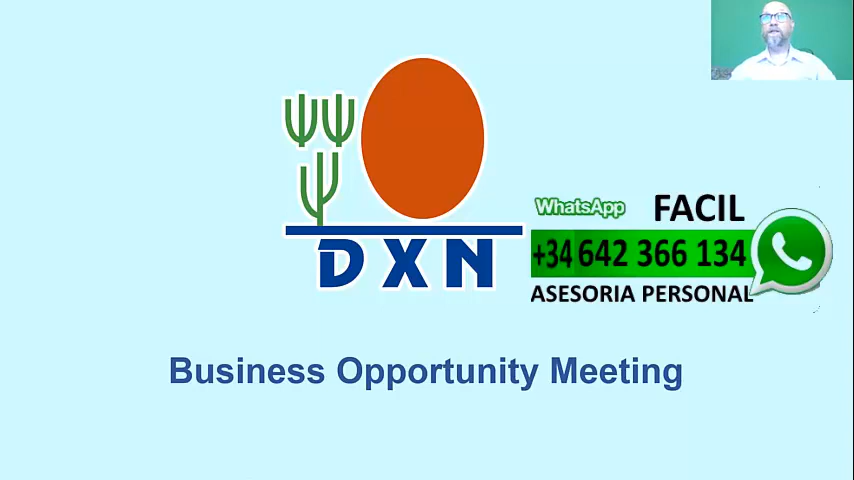 WhatsApp FACIL
+34 642 366 134
ASESORIA PERSONAL
DXN
Business Opportunity Meeting